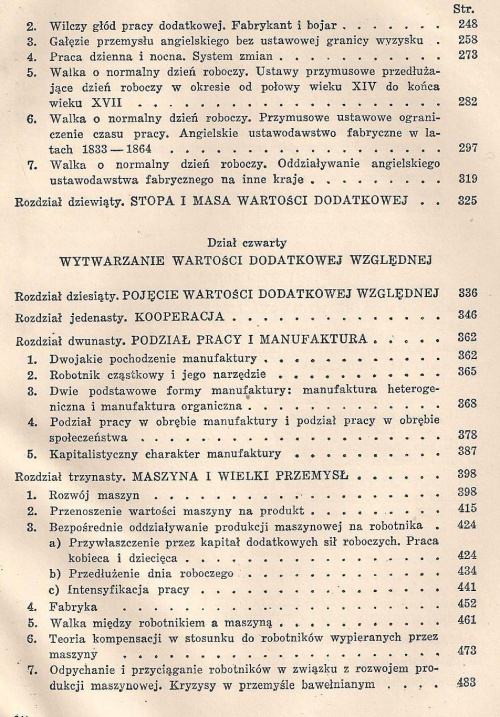 Str.
2. Wilczy głód pracy dodatkowej. Fabrykant i bojar . . . . . . . 248
3. Gałęzie przemysłu angielskiego bez ustawowej granicy wyzysku . 258
4. Praca dzienna i nocna. System zmian . . . . . . . . . . 273
5. Walka o normalny dzień roboczy. Ustawy przymusowe przedłuża-
jące dzień roboczy w okresie od połowy wieku XIV do końca
wieku XVII . . . . . . . . . . . . . . . . . 282
6. Walka o normalny dzień roboczy. Przymusowe ustawowe ograni-
czenie czasu pracy. Angielskie ustawodawstwo fabryczne w la-
tach 1833 — 1864 . . . . . . . . . . . . . . . . 297
7. Walka o normalny dzień roboczy. Oddziaływanie angielskiego
ustawodawstwa fabrycznego na inne kraje . . . . . . . . 319
Rozdział dziewiąty. STOPA I MASA WARTOŚCI DODATKOWEJ . . 325
Dział czwarty
WYTWARZANIE WARTOŚCI DODATKOWEJ WZGLĘDNEJ
Rozdział dziesiąty. POJĘCIE WARTOŚCI DODATKOWEJ WZGLĘDNEJ 336
Rozdział jedenasty. KOOPERACJA . . . . . . . . . . . . 346
Rozdział dwunasty. PODZIAŁ PRACY I MANUFAKTURA . . . . . 362
1. Dwojakie pochodzenie manufaktury . . . . . . . . . . . 362
2. Robotnik cząstkowy i jego narzędzie . . . . . . . . . . 365
3. Dwie podstawowe formy manufaktury: manufaktura heteroge-
niczna i manufaktura organiczna . . . . . . . . . . . . 368
4. Podział pracy w obrębie manufaktury i podział pracy w obrębie
społeczeństwa . . . . . . . . . . . . . . . . . 378
5. Kapitalistyczny charakter manufaktury . . . . . . . . . 387
Rozdział trzynasty. MASZYNA I WIELKI PRZEMYSŁ . . . . . . 398
1. Rozwój maszyn . . . . . . . . . . . . . . . . . 398
2. Przenoszenie wartości maszyny na produkt . . . . . . . . 415
3. Bezpośrednie oddziaływanie produkcji maszynowej na robotnika . 424
a) Przywłaszczenie przez kapitał dodatkowych sił roboczych. Praca
kobieca i dziecięca . . . . . . . . . . . . . . . 424
b) Przedłużenie dnia roboczego . . . . . . . . . . . . 434
c) Intensyfikacja pracy . . . . . . . . . . . . . . . 441
4. Fabryka . . . . . . . . . . . . . . . . . . . 452
5. Walka między robotnikiem a maszyną . . . . . . . . . . 461
6. Teoria kompensacji w stosunku do robotników wypieranych przez
maszyny . . . . . . . . . . . . . . . . . . . 473
7. Odpychanie i przyciąganie robotników w związku z rozwojem pro-
dukcji maszynowej. Kryzysy w przemyśle bawełnianym . . . . 483